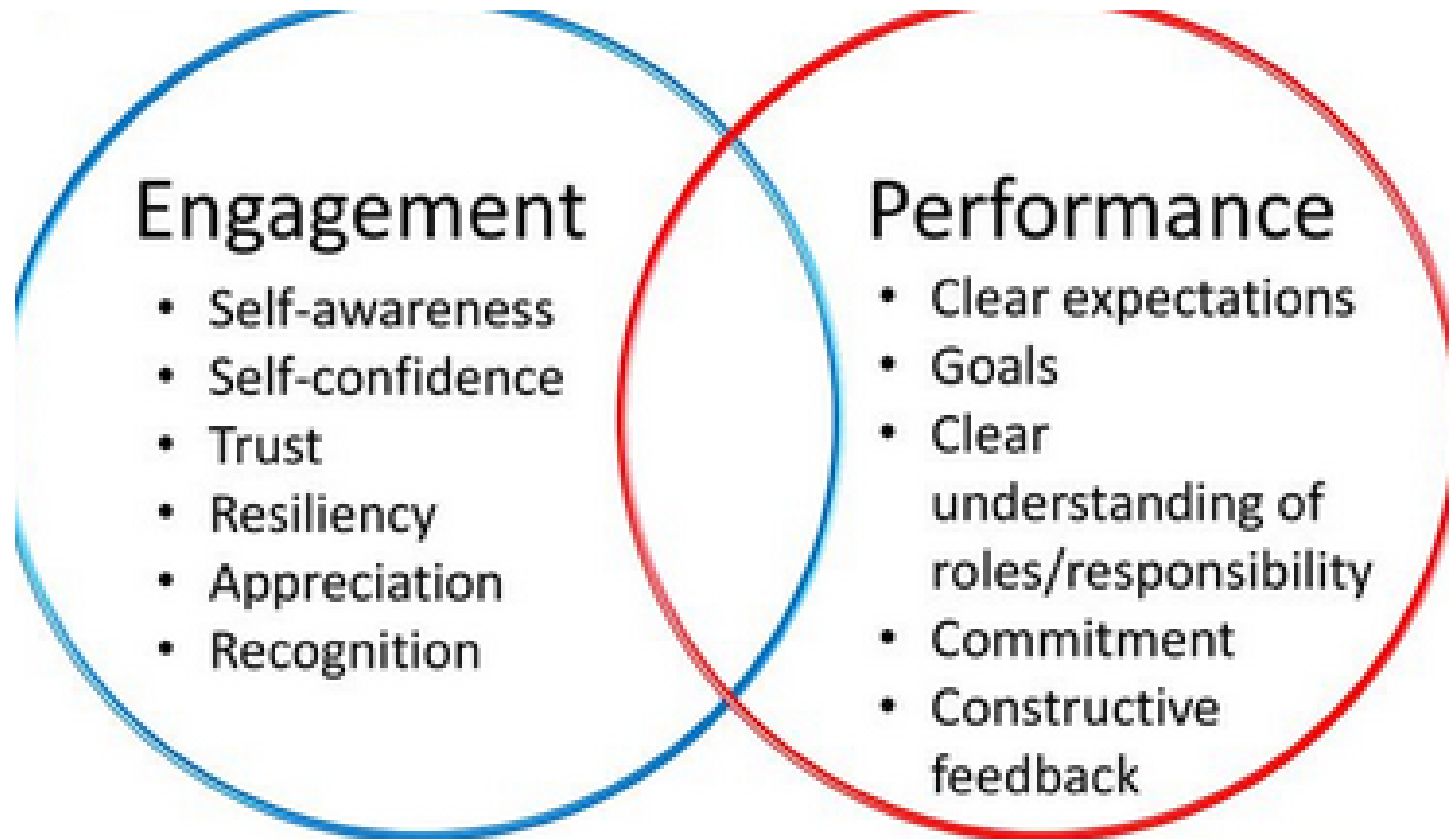 Engagement
• Self-awareness
• Self-confidence
• Trust
• Resiliency
• Appreciation
• Recognition
Performance
• Clear expectations
• Goals
• Clear
understanding of
roles/responsibility
• Commitment
• Constructive
feedback